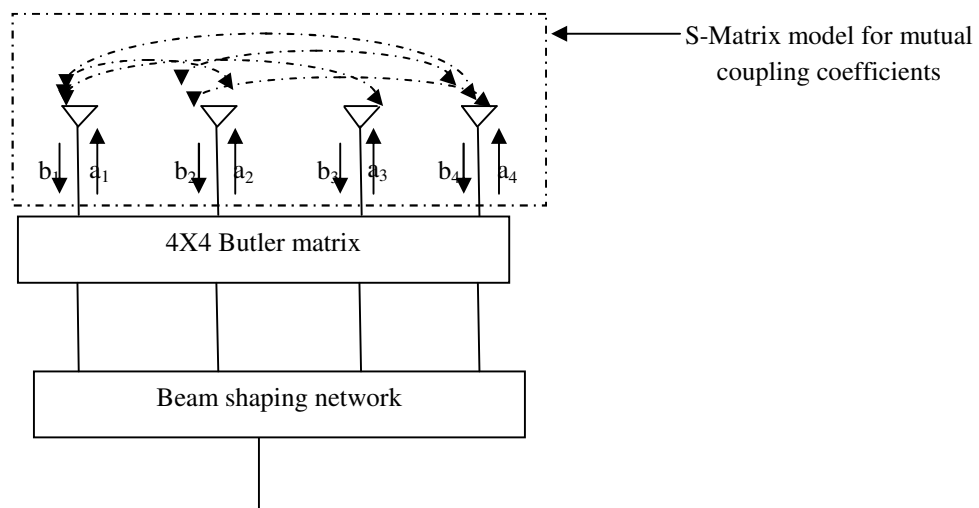 S-Matrix model for mutual
coupling coefficients
b₁ a₁ b₂ a₂ b₃ a₃ b₄ a₄
4X4 Butler matrix
Beam shaping network